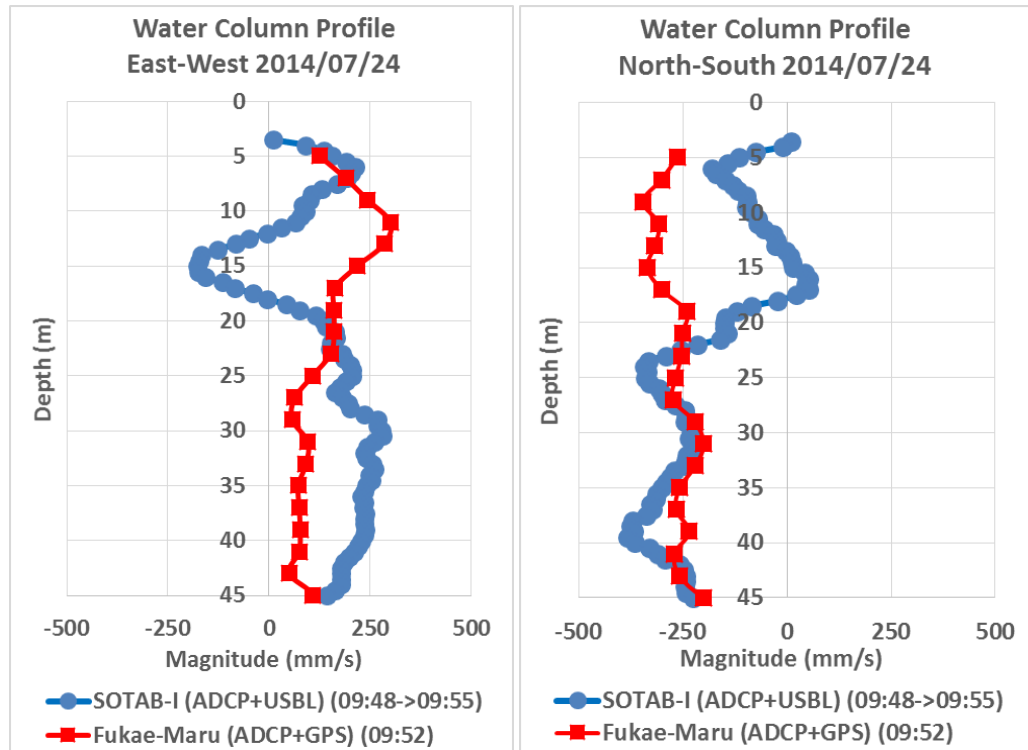 Water Column Profile
East-West 2014/07/24
0
5
10
15
20
25
30
35
40
45
Depth (m)
-500 -250 0 250 500
Magnitude (mm/s)
SOTAB-I (ADCP+USBL) (09:48->09:55)
Fukae-Maru (ADCP+GPS) (09:52)
Water Column Profile
North-South 2014/07/24
0
5
10
15
20
25
30
35
40
45
Depth (m)
-500 -250 0 250 500
Magnitude (mm/s)
SOTAB-I (ADCP+USBL) (09:48->09:55)
Fukae-Maru (ADCP+GPS) (09:52)